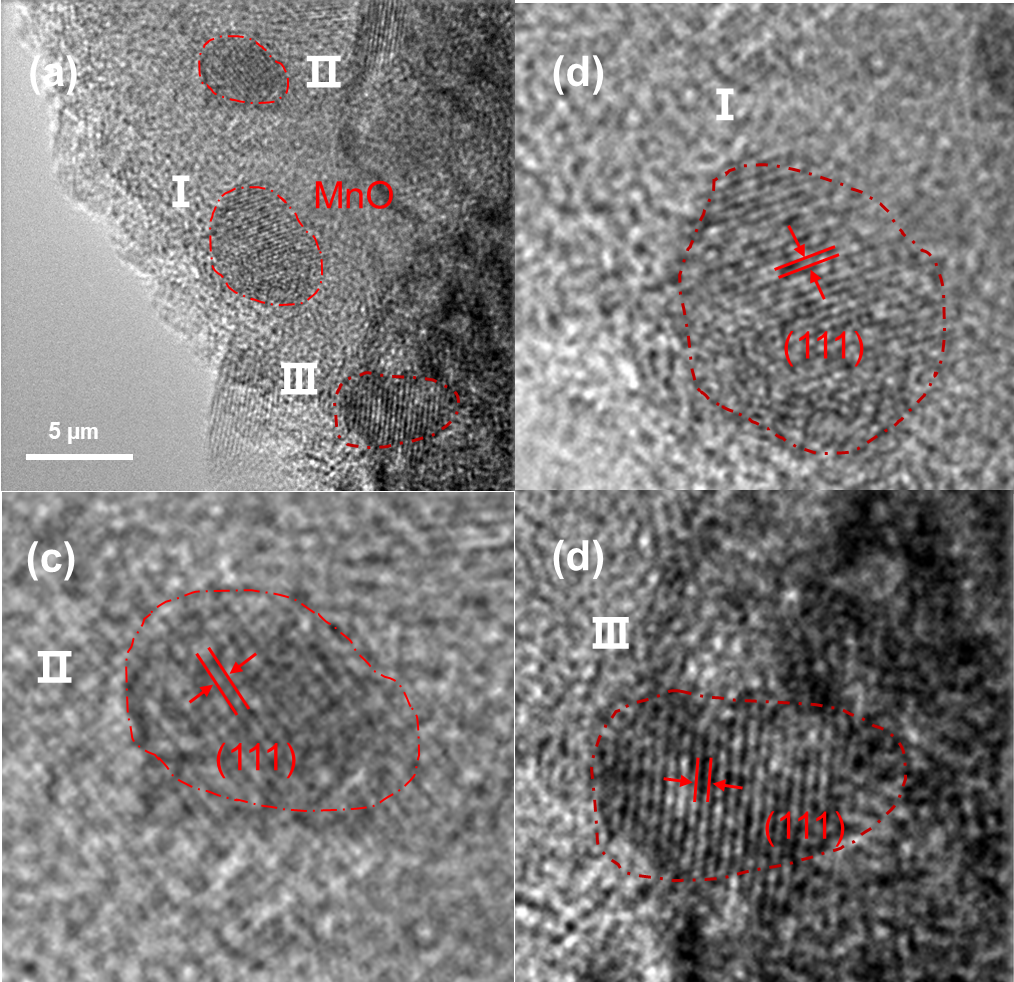 (a)
Ⅱ
Ⅰ
MnO
Ⅲ
5 μm
(d)
Ⅰ
(111)
(c)
Ⅱ
(111)
(d)
Ⅲ
(111)